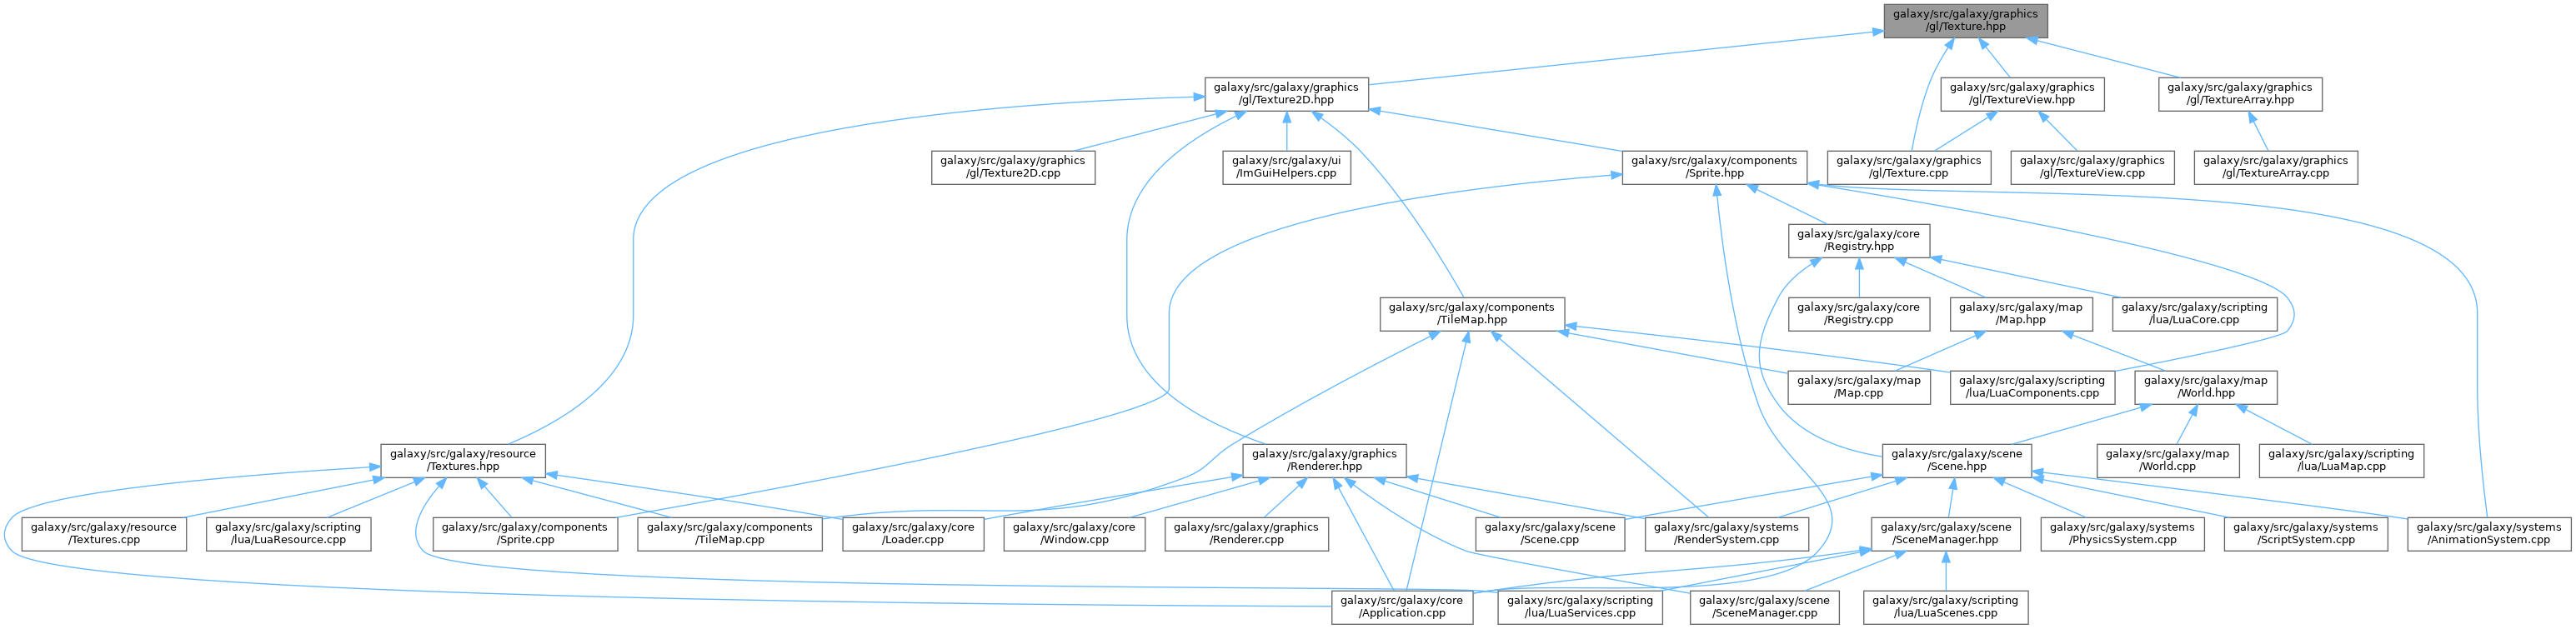 galaxy/src/galaxy/graphics
/gl/Texture.hpp
galaxy/src/galaxy/graphics
/gl/Texture2D.hpp
galaxy/src/galaxy/graphics
/gl/TextureView.hpp
galaxy/src/galaxy/graphics
/gl/TextureArray.hpp
galaxy/src/galaxy/graphics
/gl/Texture2D.cpp
galaxy/src/galaxy/ui
/ImGuiHelpers.cpp
galaxy/src/galaxy/components
/Sprite.hpp
galaxy/src/galaxy/graphics
/gl/Texture.cpp
galaxy/src/galaxy/graphics
/gl/TextureView.cpp
galaxy/src/galaxy/graphics
/gl/TextureArray.cpp
galaxy/src/galaxy/core
/Registry.hpp
galaxy/src/galaxy/components
/TileMap.hpp
galaxy/src/galaxy/core
/Registry.cpp
galaxy/src/galaxy/map
/Map.hpp
galaxy/src/galaxy/scripting
/lua/LuaCore.cpp
galaxy/src/galaxy/map
/Map.cpp
galaxy/src/galaxy/scripting
/lua/LuaComponents.cpp
galaxy/src/galaxy/map
/World.hpp
galaxy/src/galaxy/resource
/Textures.hpp
galaxy/src/galaxy/graphics
/Renderer.hpp
galaxy/src/galaxy/scene
/Scene.hpp
galaxy/src/galaxy/map
/World.cpp
galaxy/src/galaxy/scripting
/lua/LuaMap.cpp
galaxy/src/galaxy/resource
/Textures.cpp
galaxy/src/galaxy/scripting
/lua/LuaResource.cpp
galaxy/src/galaxy/components
/Sprite.cpp
galaxy/src/galaxy/components
/TileMap.cpp
galaxy/src/galaxy/core
/Loader.cpp
galaxy/src/galaxy/core
/Window.cpp
galaxy/src/galaxy/graphics
/Renderer.cpp
galaxy/src/galaxy/scene
/Scene.cpp
galaxy/src/galaxy/systems
/RenderSystem.cpp
galaxy/src/galaxy/scene
/SceneManager.hpp
galaxy/src/galaxy/systems
/PhysicsSystem.cpp
galaxy/src/galaxy/systems
/ScriptSystem.cpp
galaxy/src/galaxy/systems
/AnimationSystem.cpp
galaxy/src/galaxy/core
/Application.cpp
galaxy/src/galaxy/scripting
/lua/LuaServices.cpp
galaxy/src/galaxy/scene
/SceneManager.cpp
galaxy/src/galaxy/scripting
/lua/LuaScenes.cpp